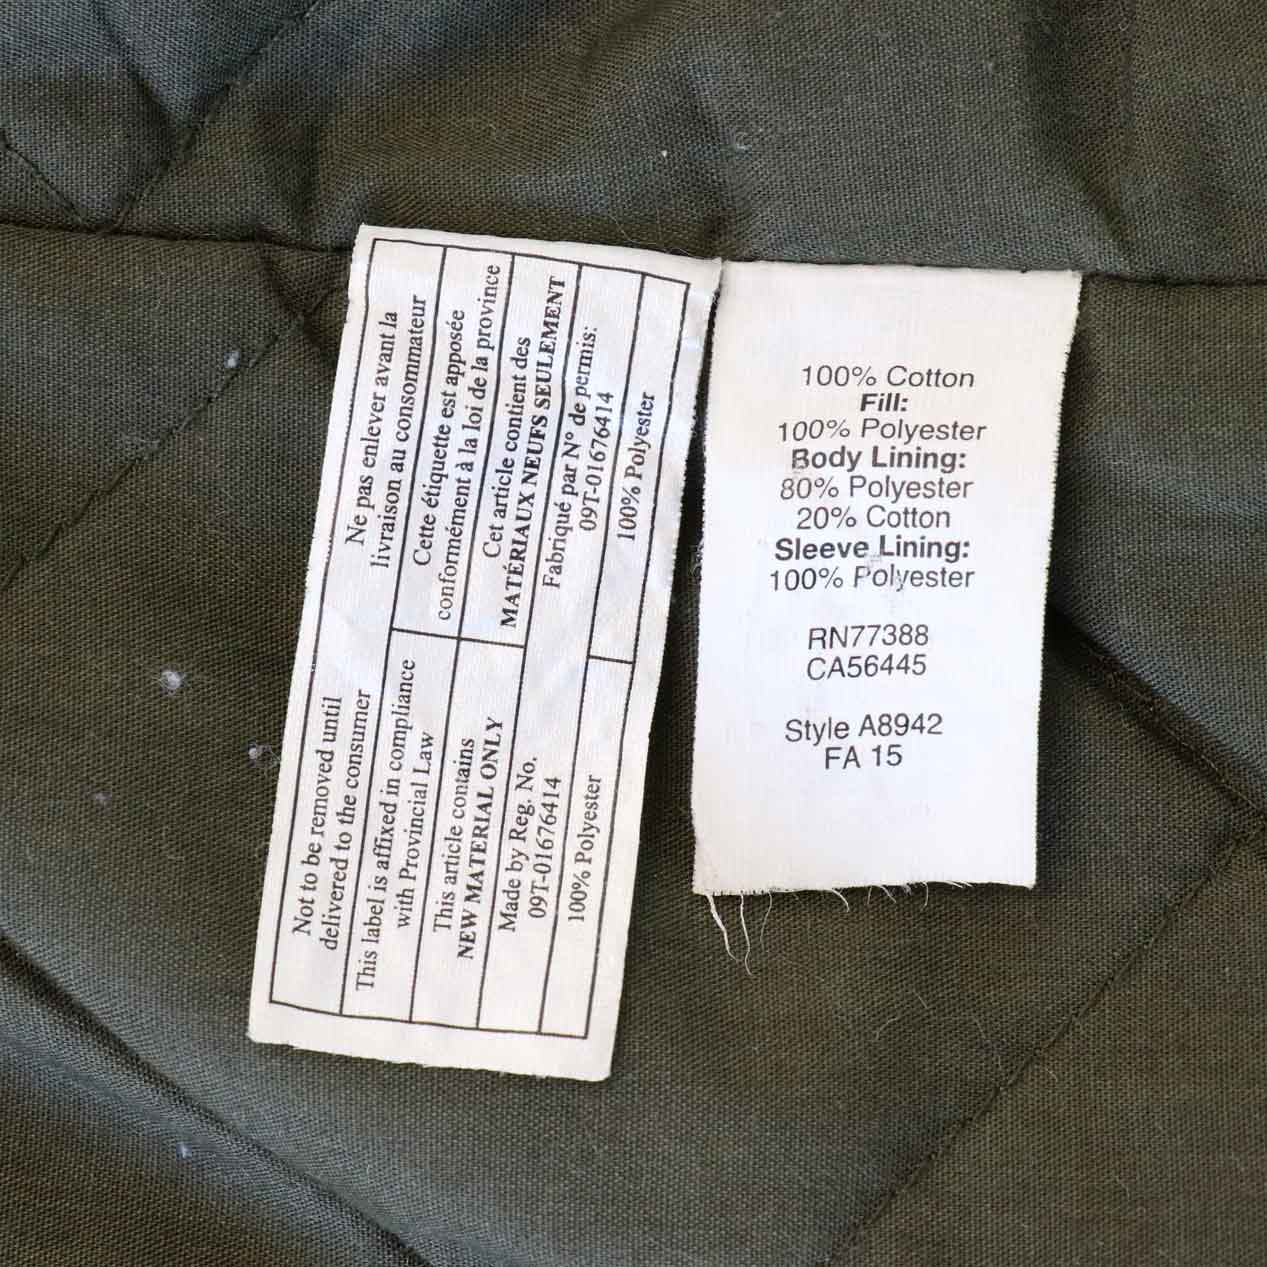 Ne pas enlever avant la
livraison au consommateur
Cette étiquette est apposée
conformément à la loi de la province
Cet article contient des
MATÉRIAUX NEUFS SEULEMENT
Fabriqué par N° de permis:
09T-01676414
100% Polyester
Not to be removed until
delivered to the consumer
This label is affixed in compliance
with Provincial Law
This article contains
NEW MATERIAL ONLY
Made by Reg. No.
09T-01676414
100% Polyester
100% Cotton
Fill:
100% Polyester
Body Lining:
80% Polyester
20% Cotton
Sleeve Lining:
100% Polyester
RN77388
CA56445
Style A8942
FA 15